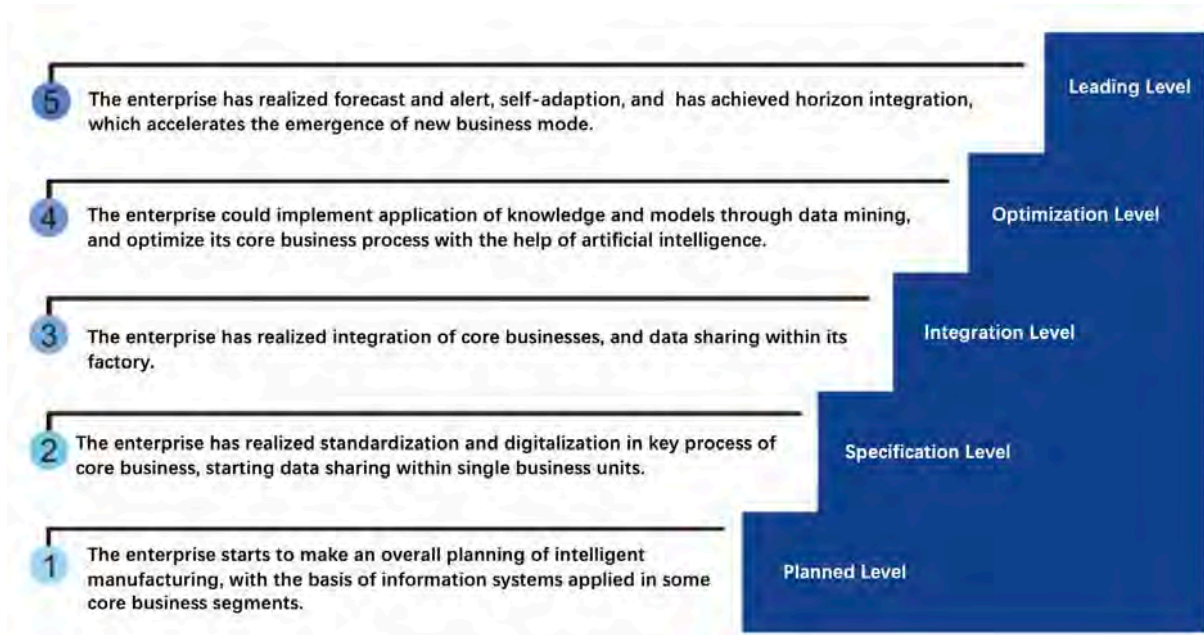 Leading Level
5
The enterprise has realized forecast and alert, self-adaption, and has achieved horizon integration,
which accelerates the emergence of new business mode.
Optimization Level
4
The enterprise could implement application of knowledge and models through data mining,
and optimize its core business process with the help of artificial intelligence.
Integration Level
3
The enterprise has realized integration of core businesses, and data sharing within its
factory.
Specification Level
2
The enterprise has realized standardization and digitalization in key process of
core business, starting data sharing within single business units.
Planned Level
1
The enterprise starts to make an overall planning of intelligent
manufacturing, with the basis of information systems applied in some
core business segments.